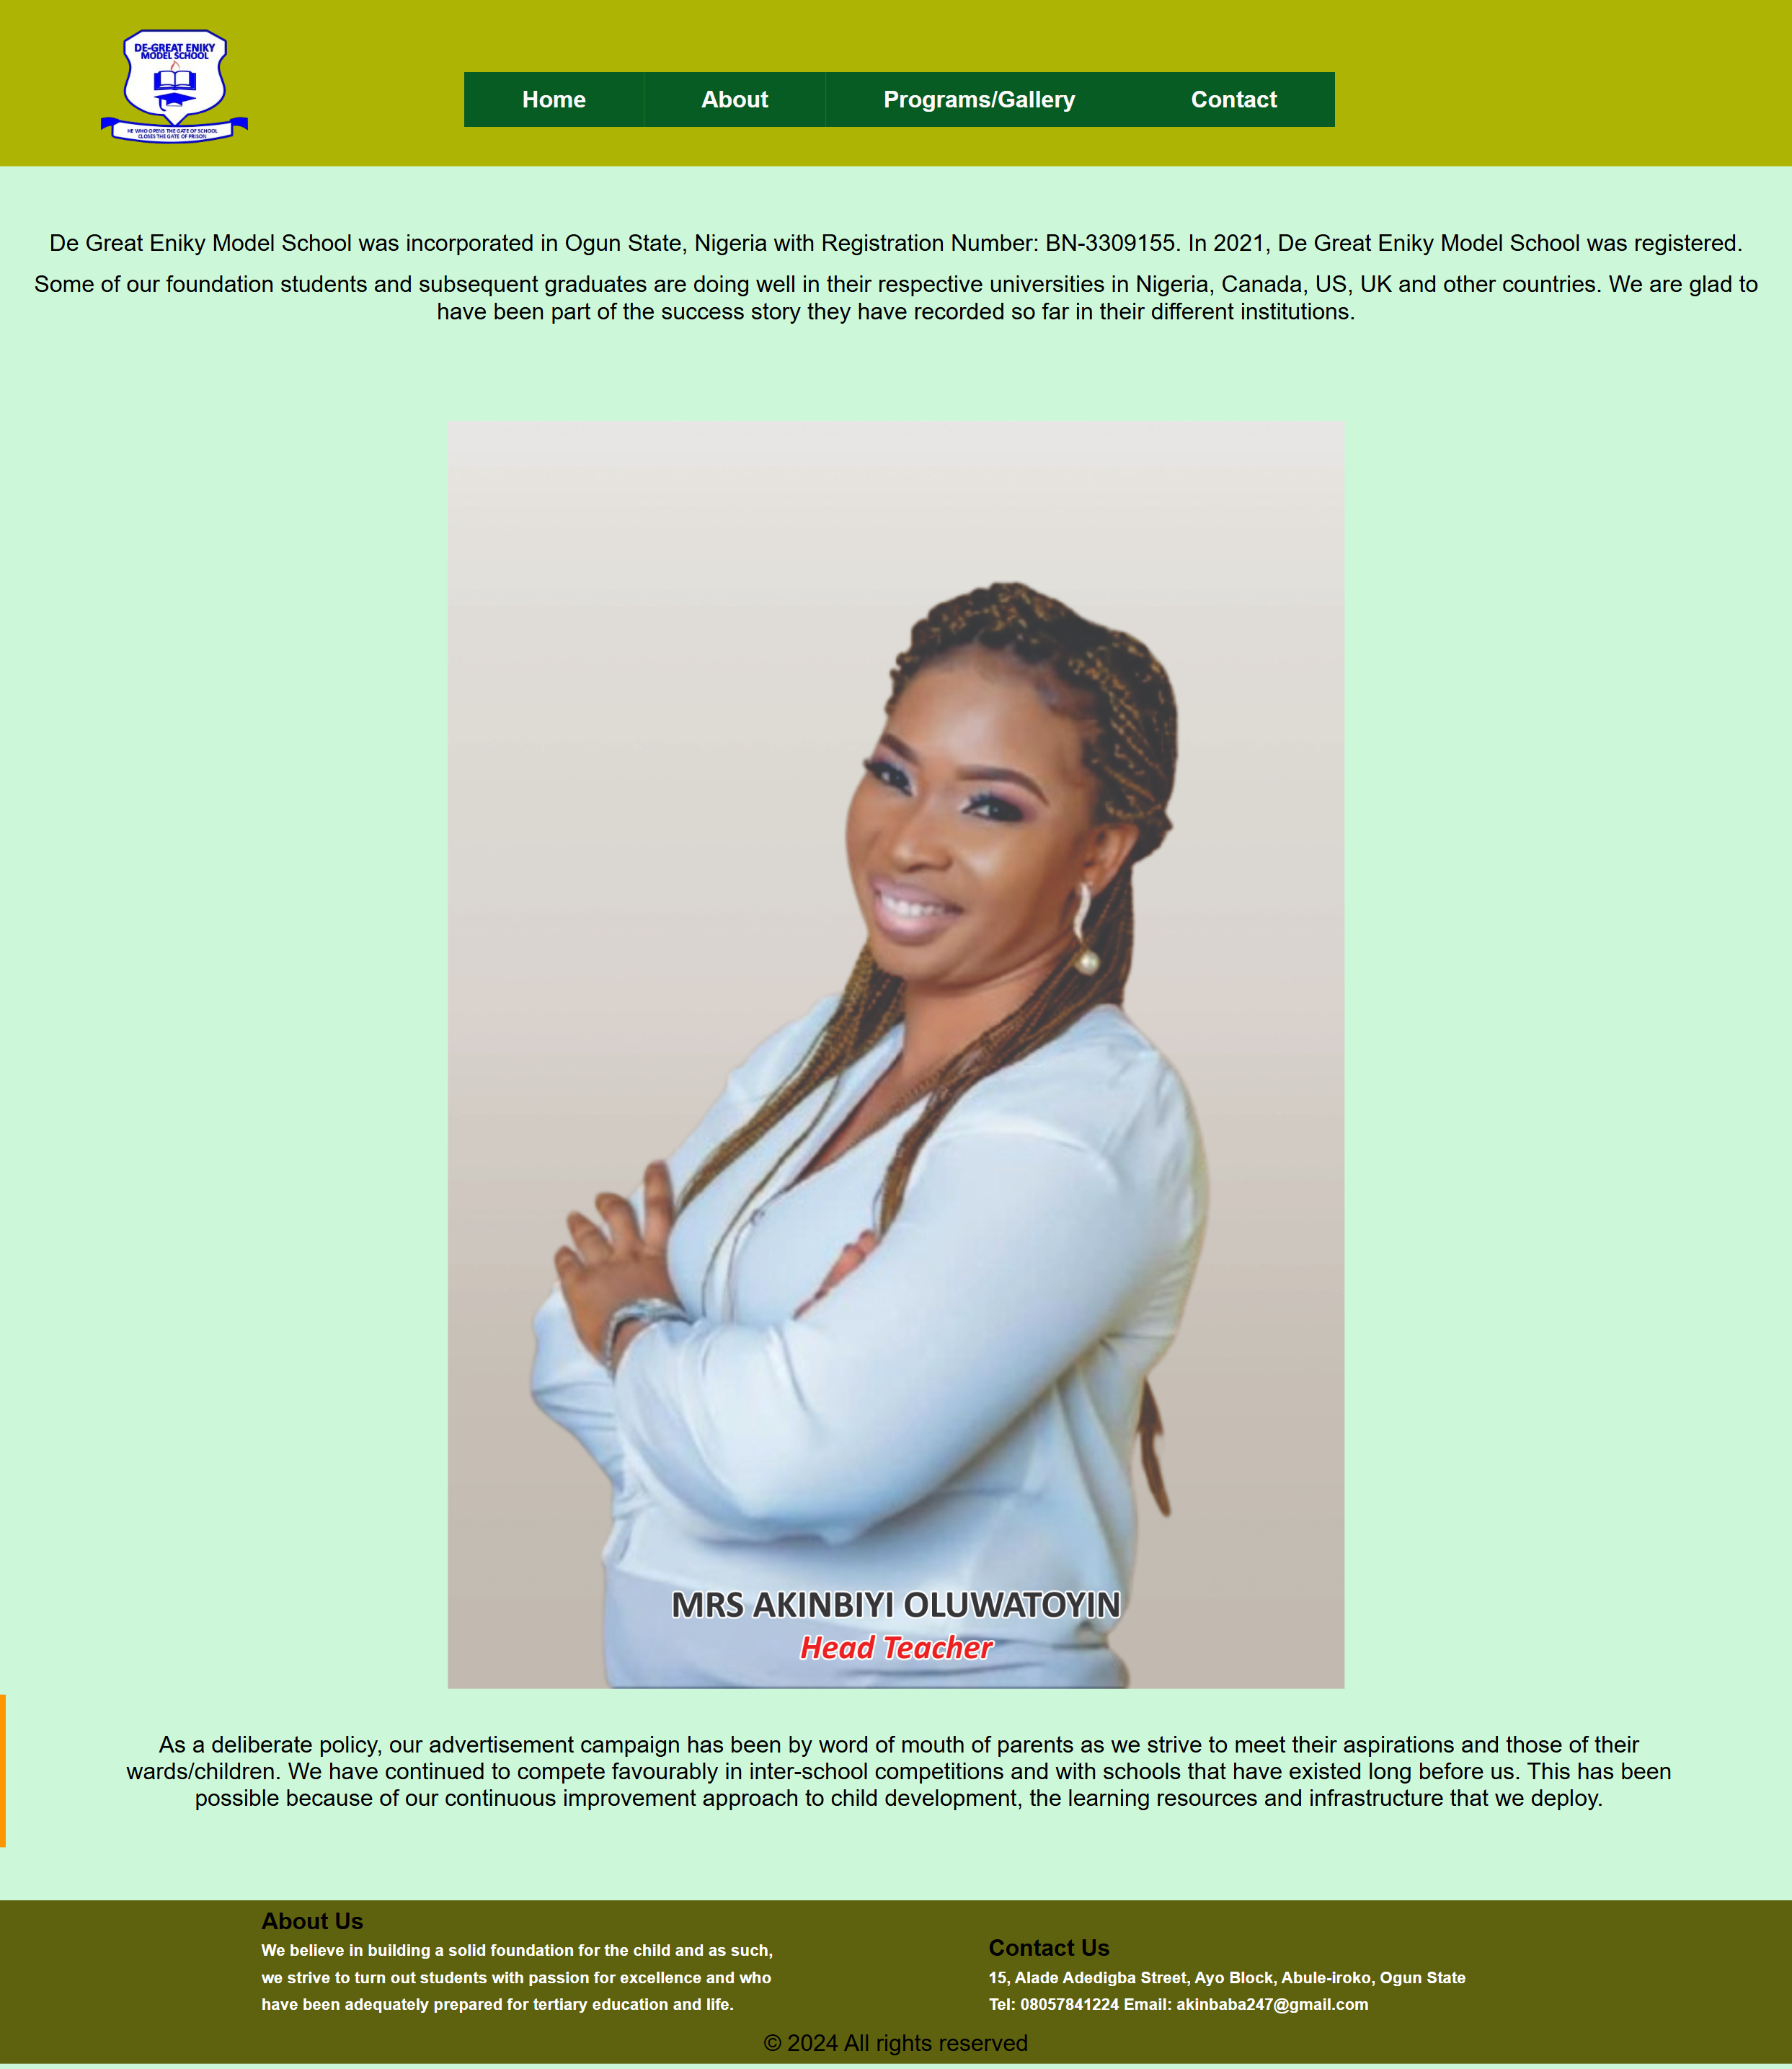 DE-GREAT ENIKY
MODEL SCHOOL
HE WHO OPENS THE GATE OF SCHOOL
CLOSES THE GATE OF PRISON
Home
About
Programs/Gallery
Contact
De Great Eniky Model School was incorporated in Ogun State, Nigeria with Registration Number: BN-3309155. In 2021, De Great Eniky Model School was registered.
Some of our foundation students and subsequent graduates are doing well in their respective universities in Nigeria, Canada, US, UK and other countries. We are glad to
have been part of the success story they have recorded so far in their different institutions.
MRS AKINBIYI OLUWATOYIN
Head Teacher
As a deliberate policy, our advertisement campaign has been by word of mouth of parents as we strive to meet their aspirations and those of their
wards/children. We have continued to compete favourably in inter-school competitions and with schools that have existed long before us. This has been
possible because of our continuous improvement approach to child development, the learning resources and infrastructure that we deploy.
About Us
We believe in building a solid foundation for the child and as such,
we strive to turn out students with passion for excellence and who
have been adequately prepared for tertiary education and life.
Contact Us
15, Alade Adedigba Street, Ayo Block, Abule-iroko, Ogun State
Tel: 08057841224 Email: akinbaba247@gmail.com
© 2024 All rights reserved